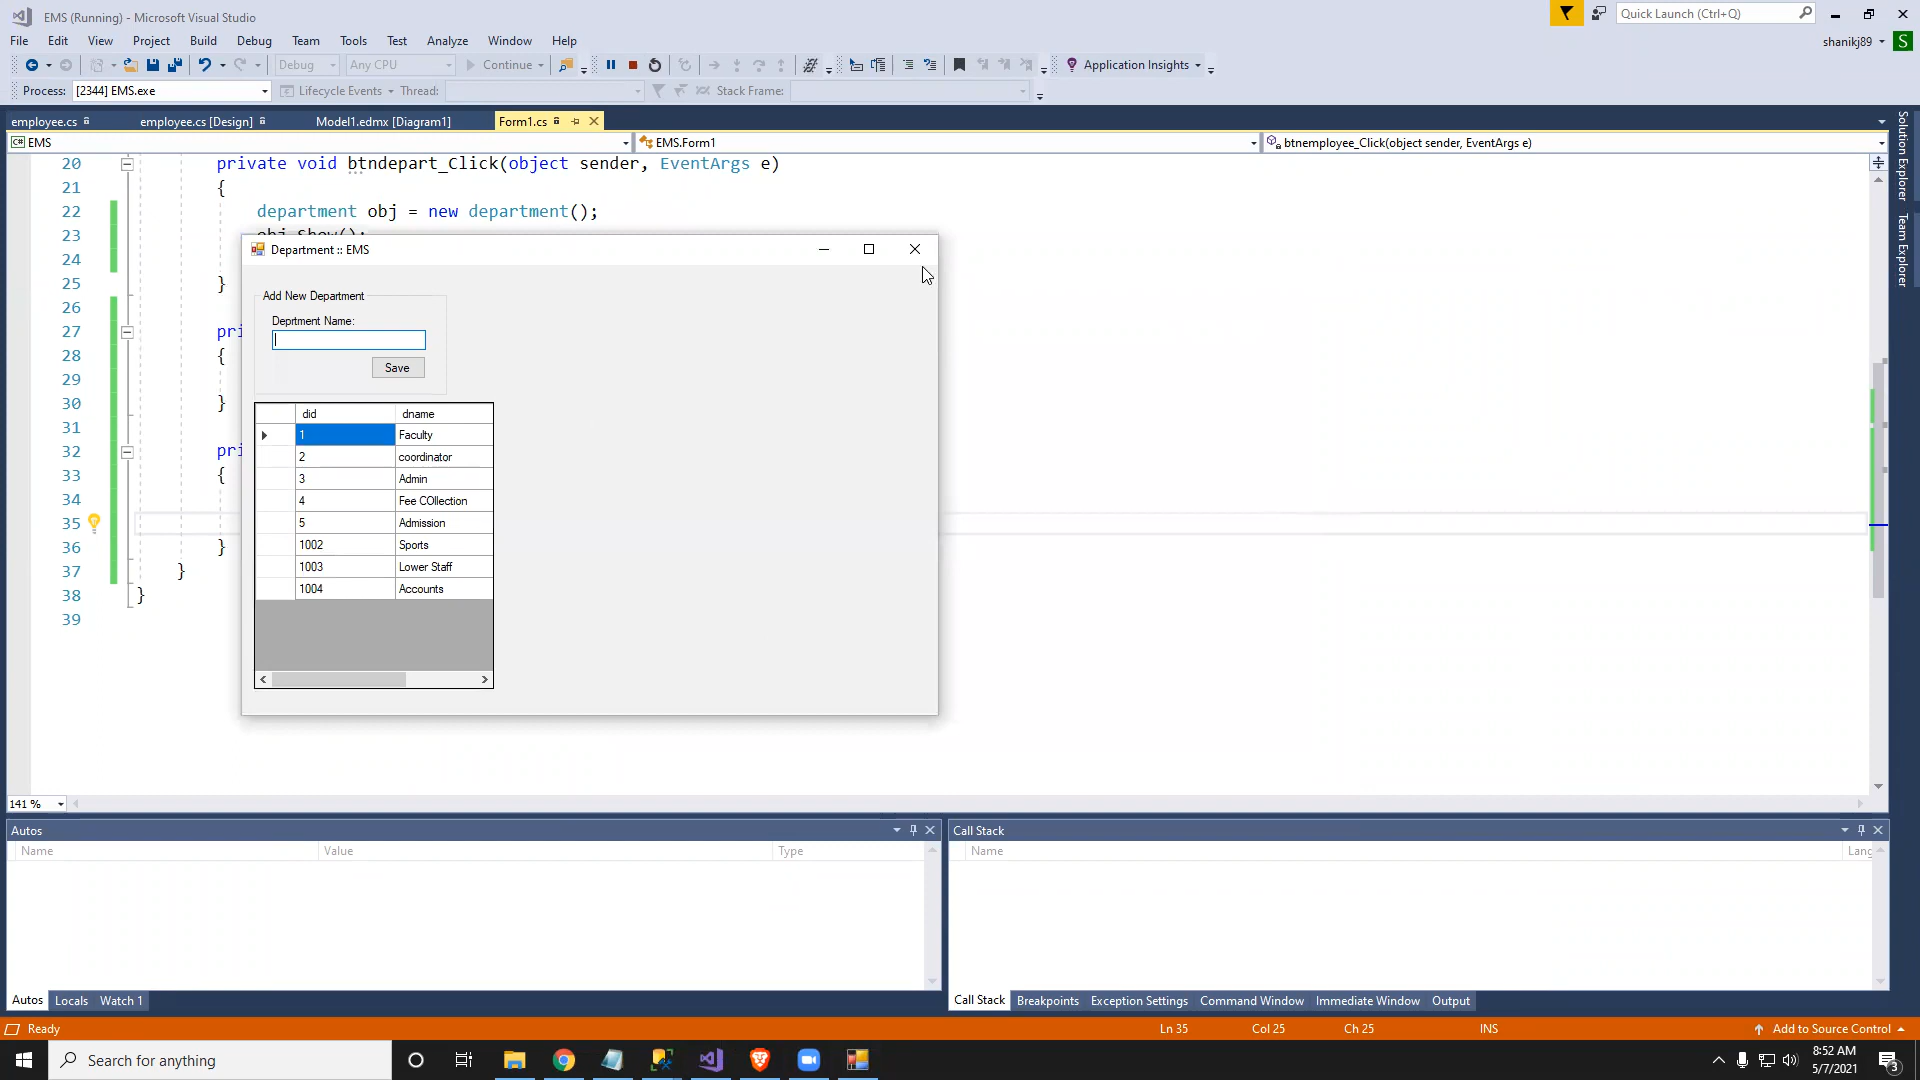 EMS (Running) - Microsoft Visual Studio
Quick Launch (Ctrl+Q)
File Edit View Project Build Debug Team Tools Test Analyze Window Help
shanikj89 S
Debug Any CPU Continue Application Insights
Process: [2344] EMS.exe Lifecycle Events Thread: Stack Frame:
employee.cs employee.cs [Design] Model1.edmx [Diagram1] Form1.cs
C# EMS EMS.Form1 btnemployee_Click(object sender, EventArgs e)
Solution Explorer
Team Explorer
20 private void btndepart_Click(object sender, EventArgs e)
21 {
22 department obj = new department();
23 obj.Show();
24
25 }
26
27 pri
28 {
29
30 }
31
32 pri
33 {
34
35
36 }
37 }
38 }
39
Department :: EMS
Add New Department
Deprtment Name:
Save
did dname
1 Faculty
2 coordinator
3 Admin
4 Fee COllection
5 Admission
1002 Sports
1003 Lower Staff
1004 Accounts
141 %
Autos
Name Value Type
Call Stack
Name Lang
Autos Locals Watch 1
Call Stack Breakpoints Exception Settings Command Window Immediate Window Output
Ready Ln 35 Col 25 Ch 25 INS Add to Source Control
Search for anything
8:52 AM
5/7/2021
3